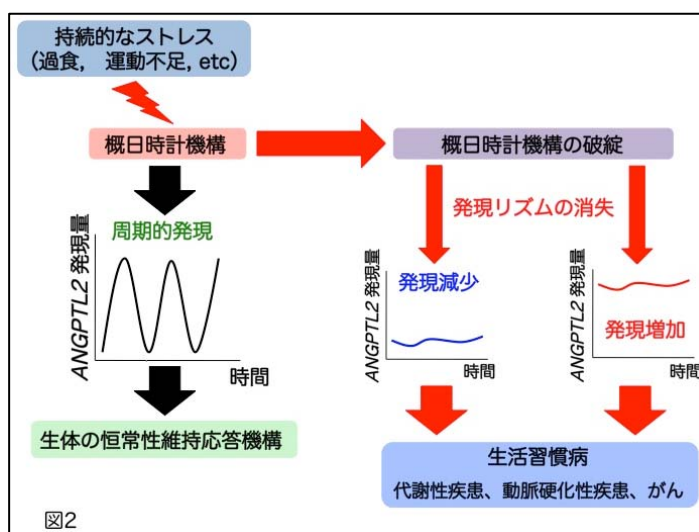 持続的なストレス
（過食, 運動不足, etc）
概日時計機構
概日時計機構の破綻
発現リズムの消失
周期的発現
ANGPTL2 発現量
時間
発現減少
ANGPTL2 発現量
時間
発現増加
ANGPTL2 発現量
時間
生体の恒常性維持応答機構
生活習慣病
代謝性疾患、動脈硬化性疾患、がん
図2